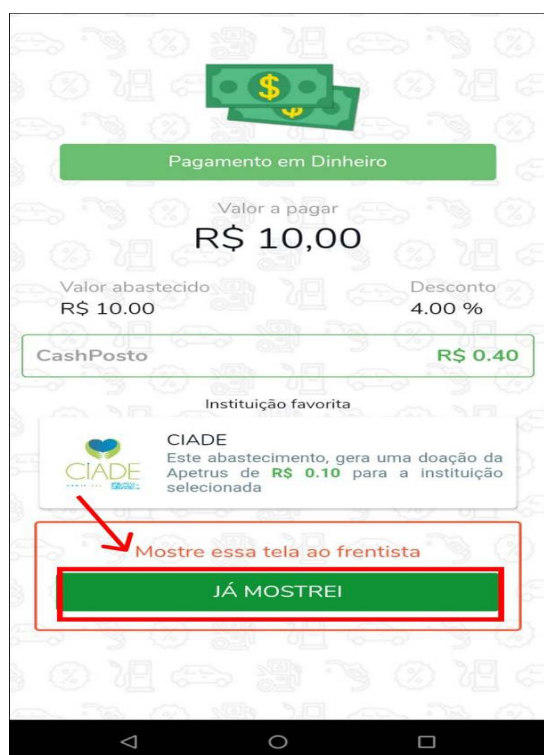 Pagamento em Dinheiro
Valor a pagar
R$ 10,00
Valor abastecido
Desconto
R$ 10.00
4.00 %
CashPosto
R$ 0.40
Instituição favorita
CIADE
CIADE
Este abastecimento, gera uma doação da
Apetrus de R$ 0.10 para a instituição
selecionada
Mostre essa tela ao frentista
JÁ MOSTREI